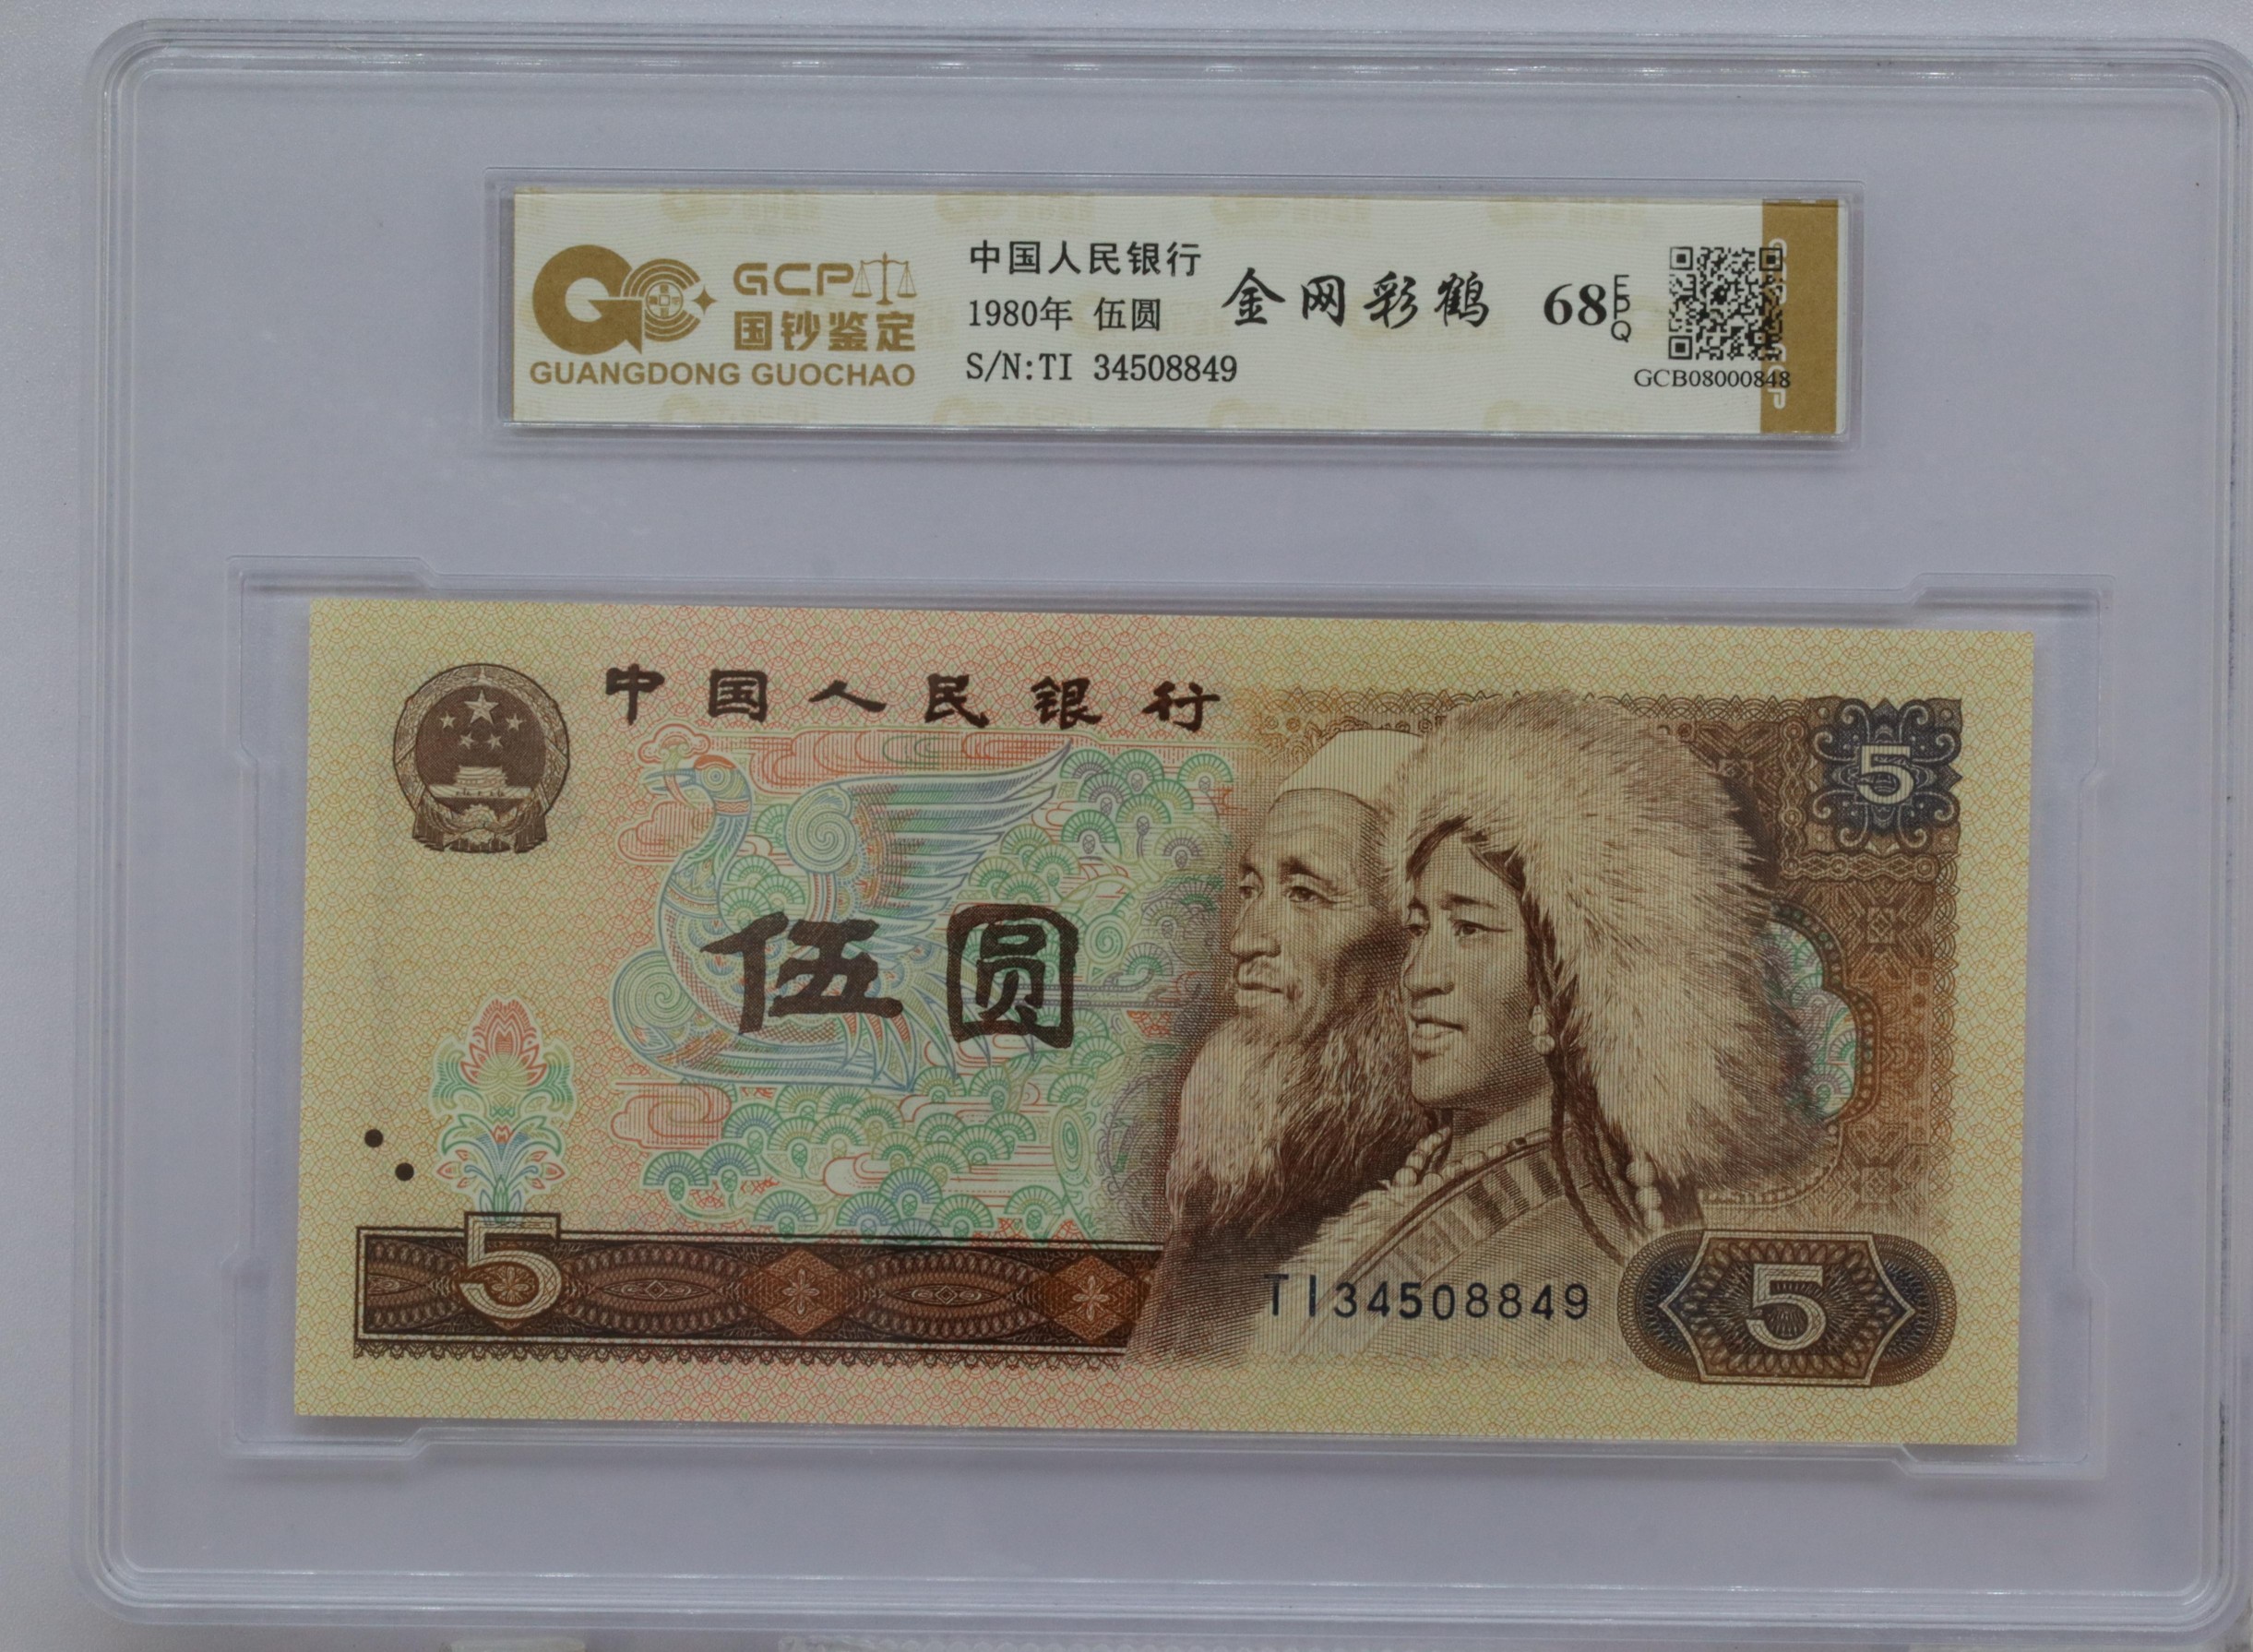 GCP
国钞鉴定
GUANGDONG GUOCHAO
中国人民银行
1980年 伍圆
S/N:TI 34508849
金网彩鹤
68 EPQ
GCB08000848
中国人民银行
5
伍圆
5
TI34508849
5